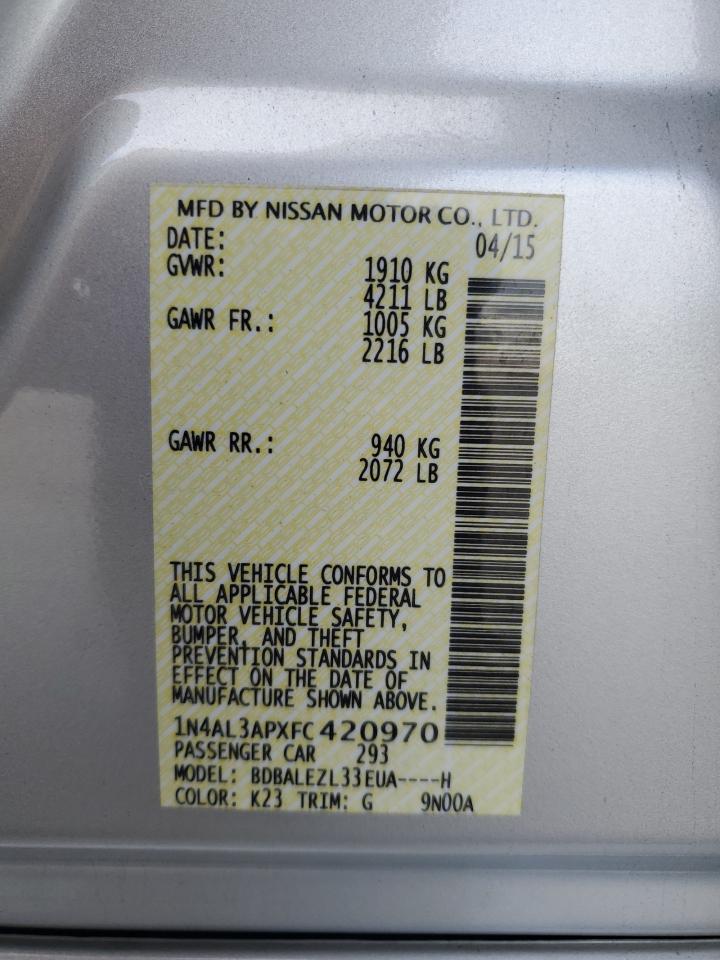 MFD BY NISSAN MOTOR CO., LTD.
DATE: 04/15
GVWR: 1910 KG
4211 LB
GAWR FR.: 1005 KG
2216 LB
GAWR RR.: 940 KG
2072 LB
THIS VEHICLE CONFORMS TO
ALL APPLICABLE FEDERAL
MOTOR VEHICLE SAFETY,
BUMPER, AND THEFT
PREVENTION STANDARDS IN
EFFECT ON THE DATE OF
MANUFACTURE SHOWN ABOVE.
1N4AL3APXFC420970
PASSENGER CAR 293
MODEL: BDBALEZL33EUA----H
COLOR: K23 TRIM: G 9N00A